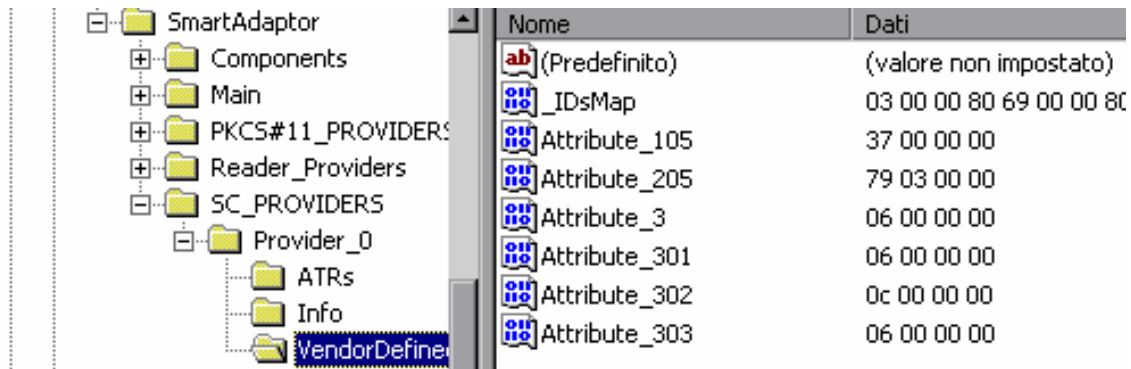 SmartAdaptor
Components
Main
PKCS#11_PROVIDERS
Reader_Providers
SC_PROVIDERS
Provider_0
ATRs
Info
VendorDefined
Nome Dati
(Predefinito) (valore non impostato)
_IDsMap 03 00 00 80 69 00 00 80
Attribute_105 37 00 00 00
Attribute_205 79 03 00 00
Attribute_3 06 00 00 00
Attribute_301 06 00 00 00
Attribute_302 0c 00 00 00
Attribute_303 06 00 00 00